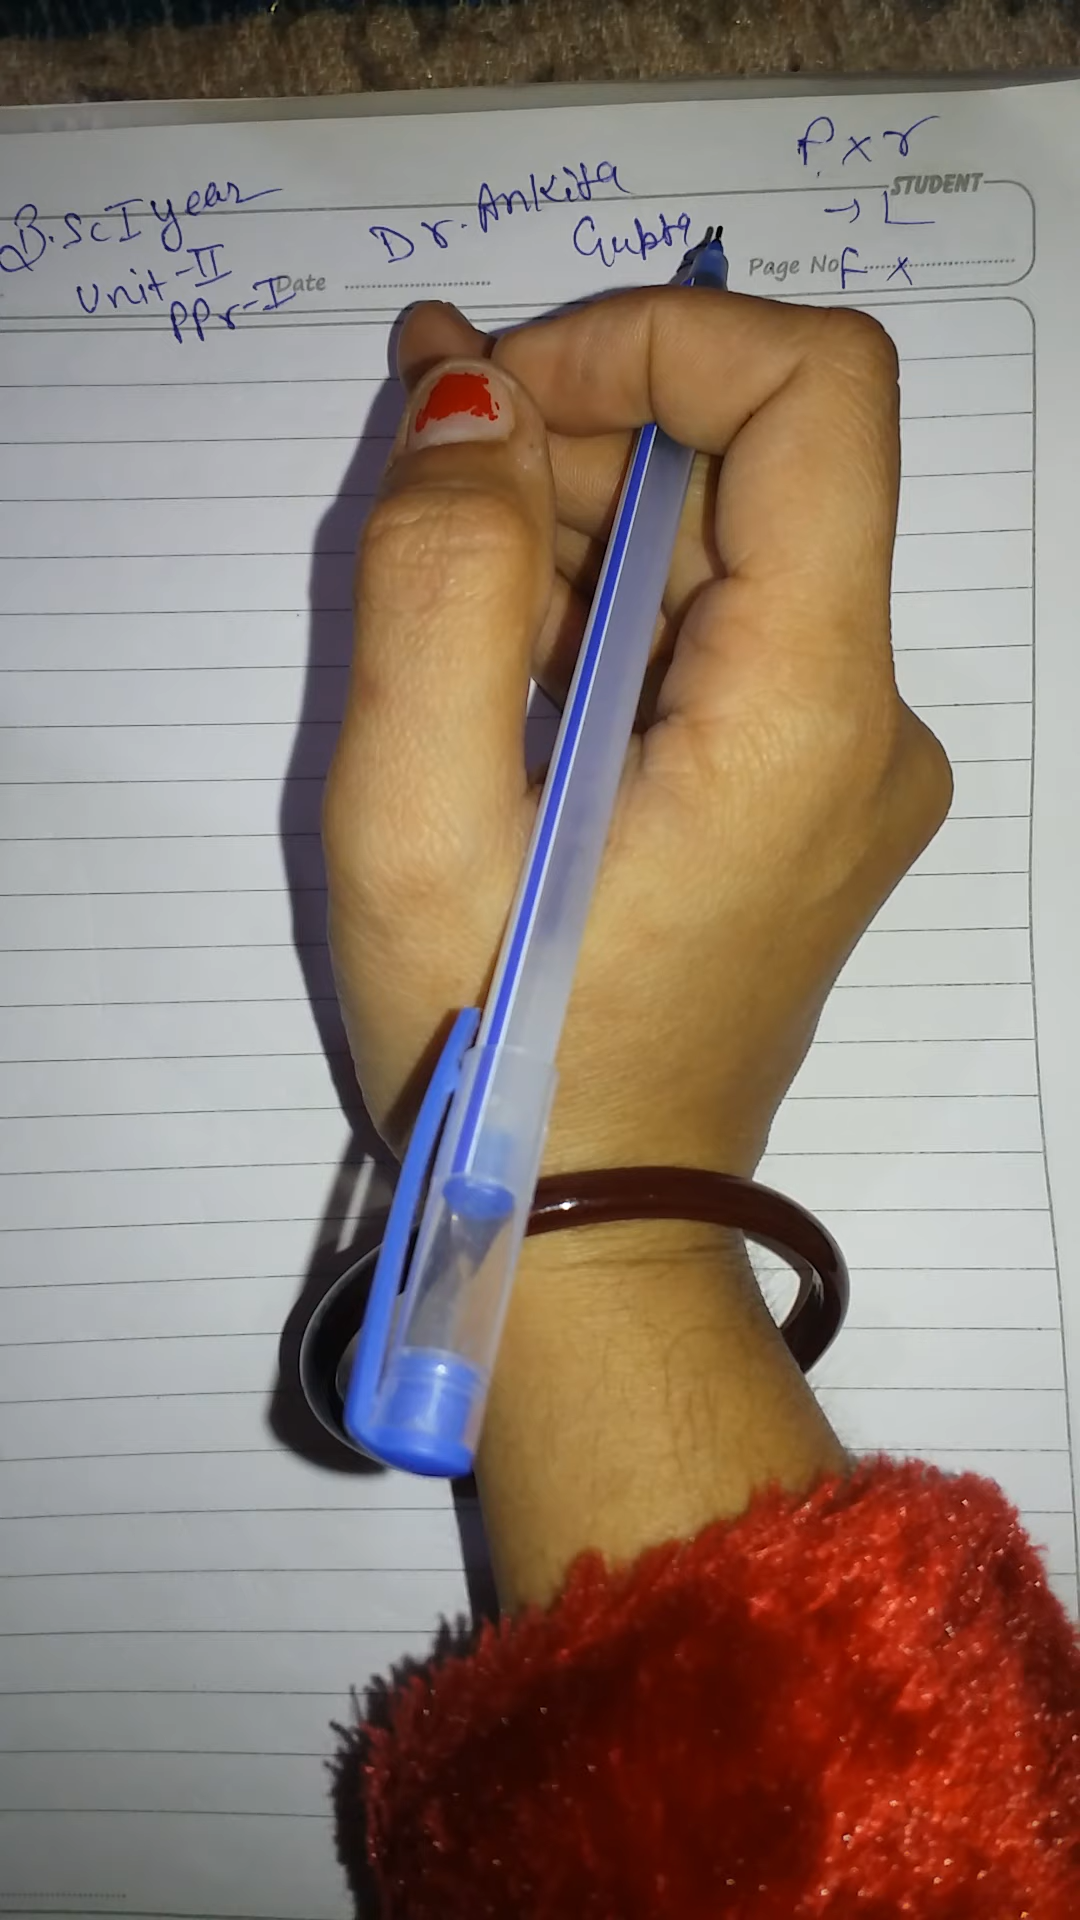 B.Sc I year
Unit-II
PPr-I
Dr. Ankita
Gupta
P × r
STUDENT
→ L
Date
Page No.
F x